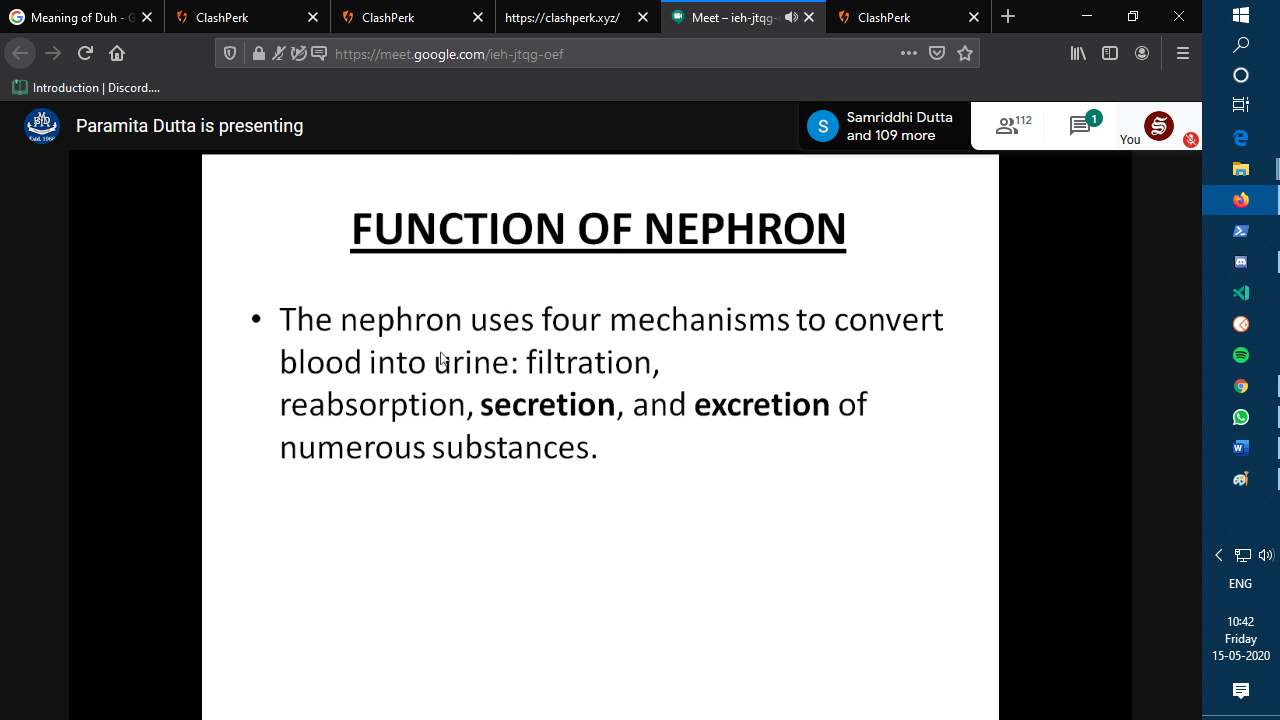 Meaning of Duh - G
ClashPerk
ClashPerk
https://clashperk.xyz/
Meet – ieh-jtqg-
ClashPerk
https://meet.google.com/ieh-jtqg-oef
Introduction | Discord....
Paramita Dutta is presenting
S
Samriddhi Dutta
and 109 more
112
1
You
S
FUNCTION OF NEPHRON
• The nephron uses four mechanisms to convert
blood into urine: filtration,
reabsorption, secretion, and excretion of
numerous substances.
ENG
10:42
Friday
15-05-2020